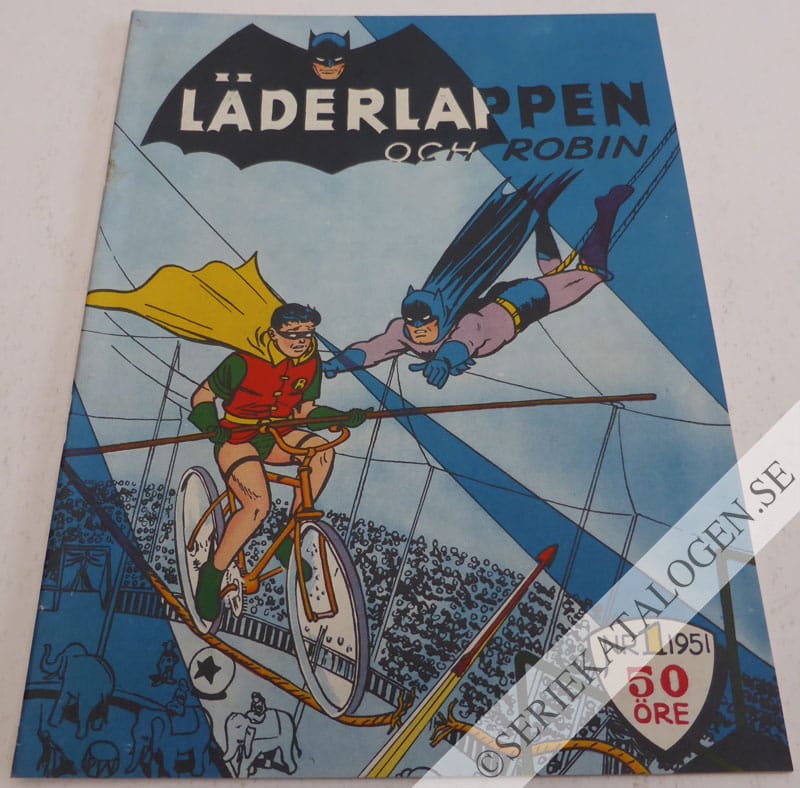 LÄDERLAPPEN
OCH ROBIN
R
NR 1 1951
50
ÖRE
©SERIEKATALOGEN.SE